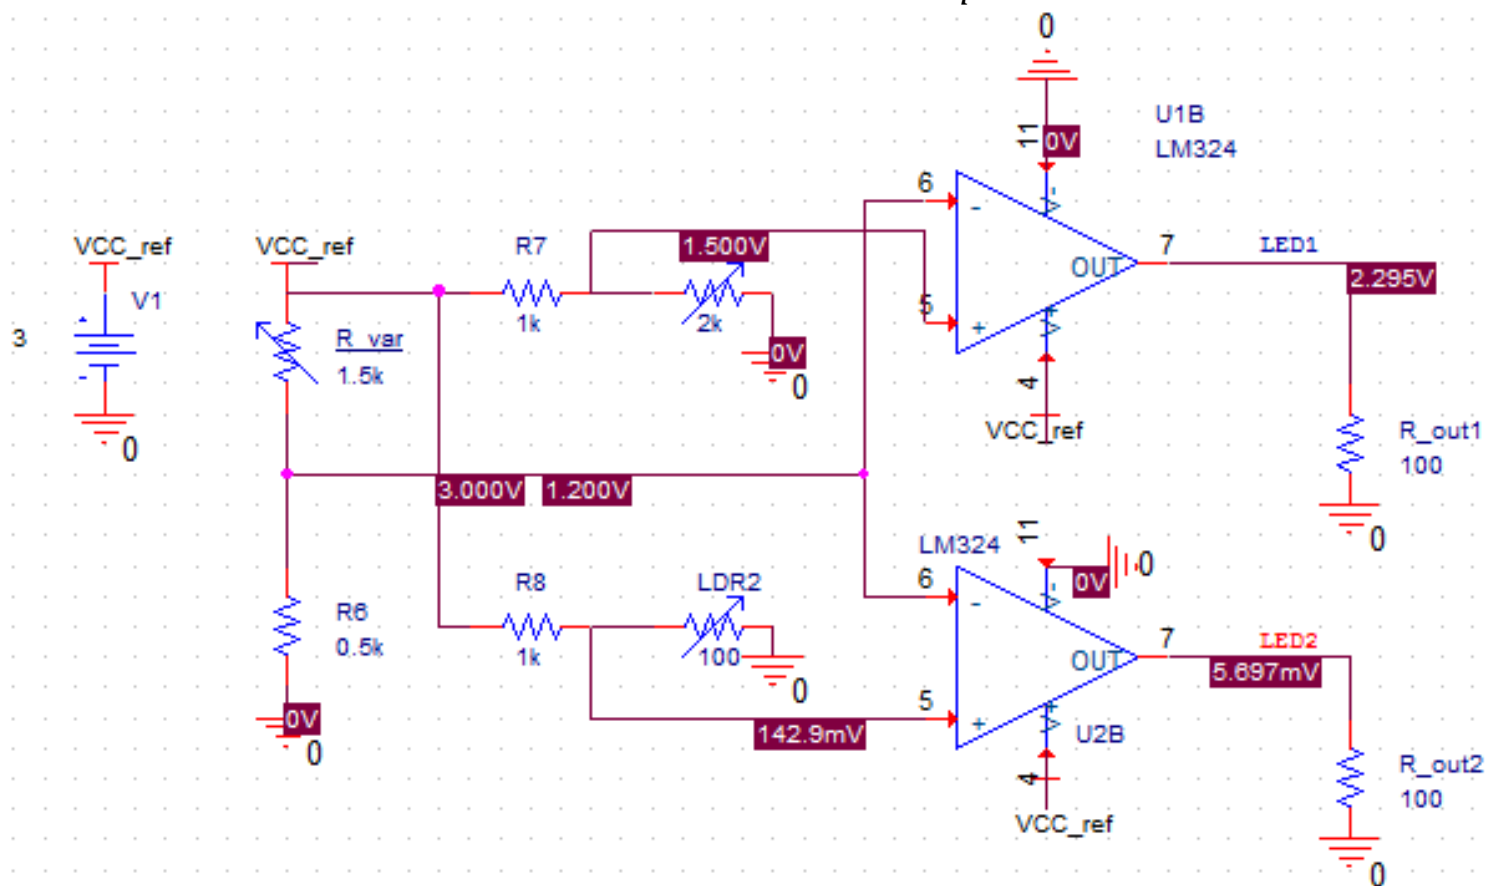 0
U1B
LM324
11
0V
6
-
V-
VCC_ref
VCC_ref
R7
1.500V
7
LED1
OUT
2.295V
V1
1k
2k
5
+
V+
3
R_var
1.5k
0V
0
4
VCC_ref
R_out1
100
0
0
3.000V
1.200V
LM324
11
0
0V
R8
LDR2
6
-
V-
R6
0.5k
1k
100
0
7
LED2
OUT
5.697mV
5
+
V+
142.9mV
U2B
0V
0
4
VCC_ref
R_out2
100
0